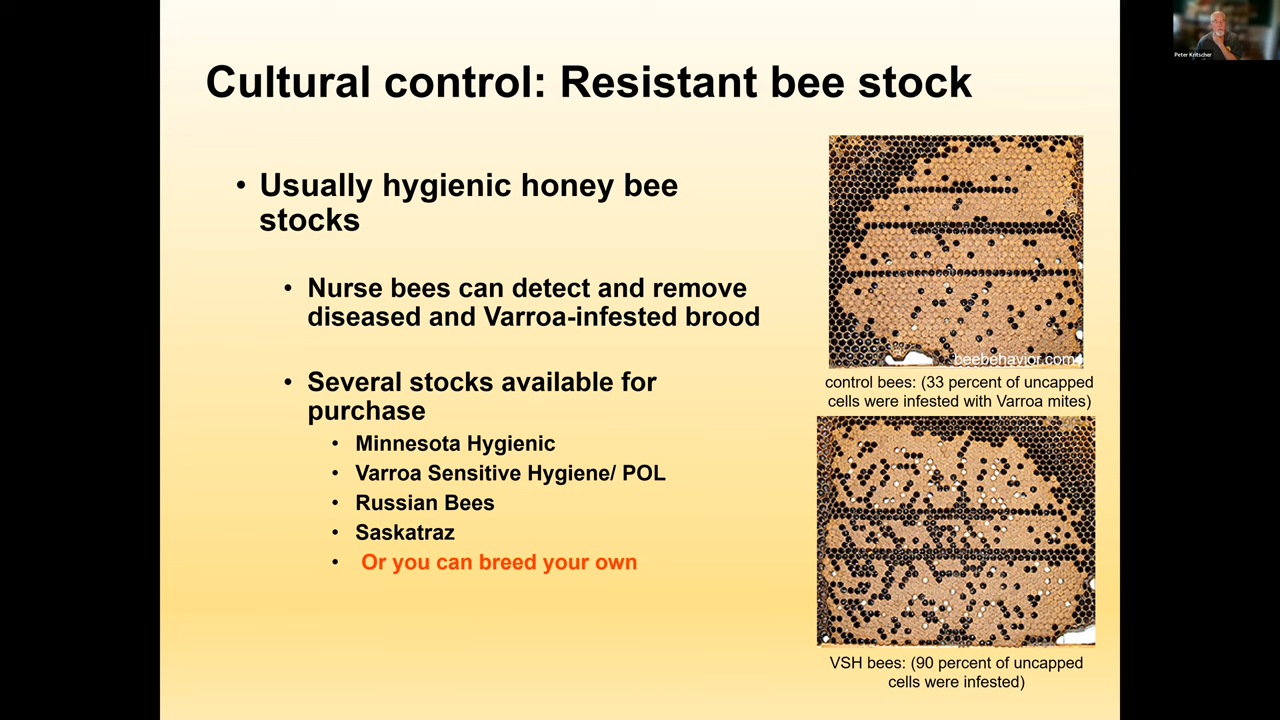 Cultural control: Resistant bee stock
• Usually hygienic honey bee
stocks
• Nurse bees can detect and remove
diseased and Varroa-infested brood
• Several stocks available for
purchase
• Minnesota Hygienic
• Varroa Sensitive Hygiene/ POL
• Russian Bees
• Saskatraz
• Or you can breed your own
beebehavior.com
control bees: (33 percent of uncapped
cells were infested with Varroa mites)
VSH bees: (90 percent of uncapped
cells were infested)
Peter Kritscher